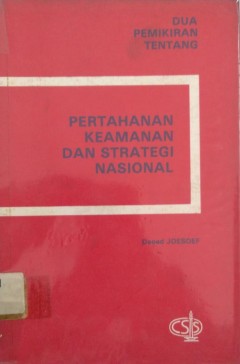 DUA
PEMIKIRAN
TENTANG
PERTAHANAN
KEAMANAN
DAN STRATEGI
NASIONAL
Daoed JOESOEF
CSIS